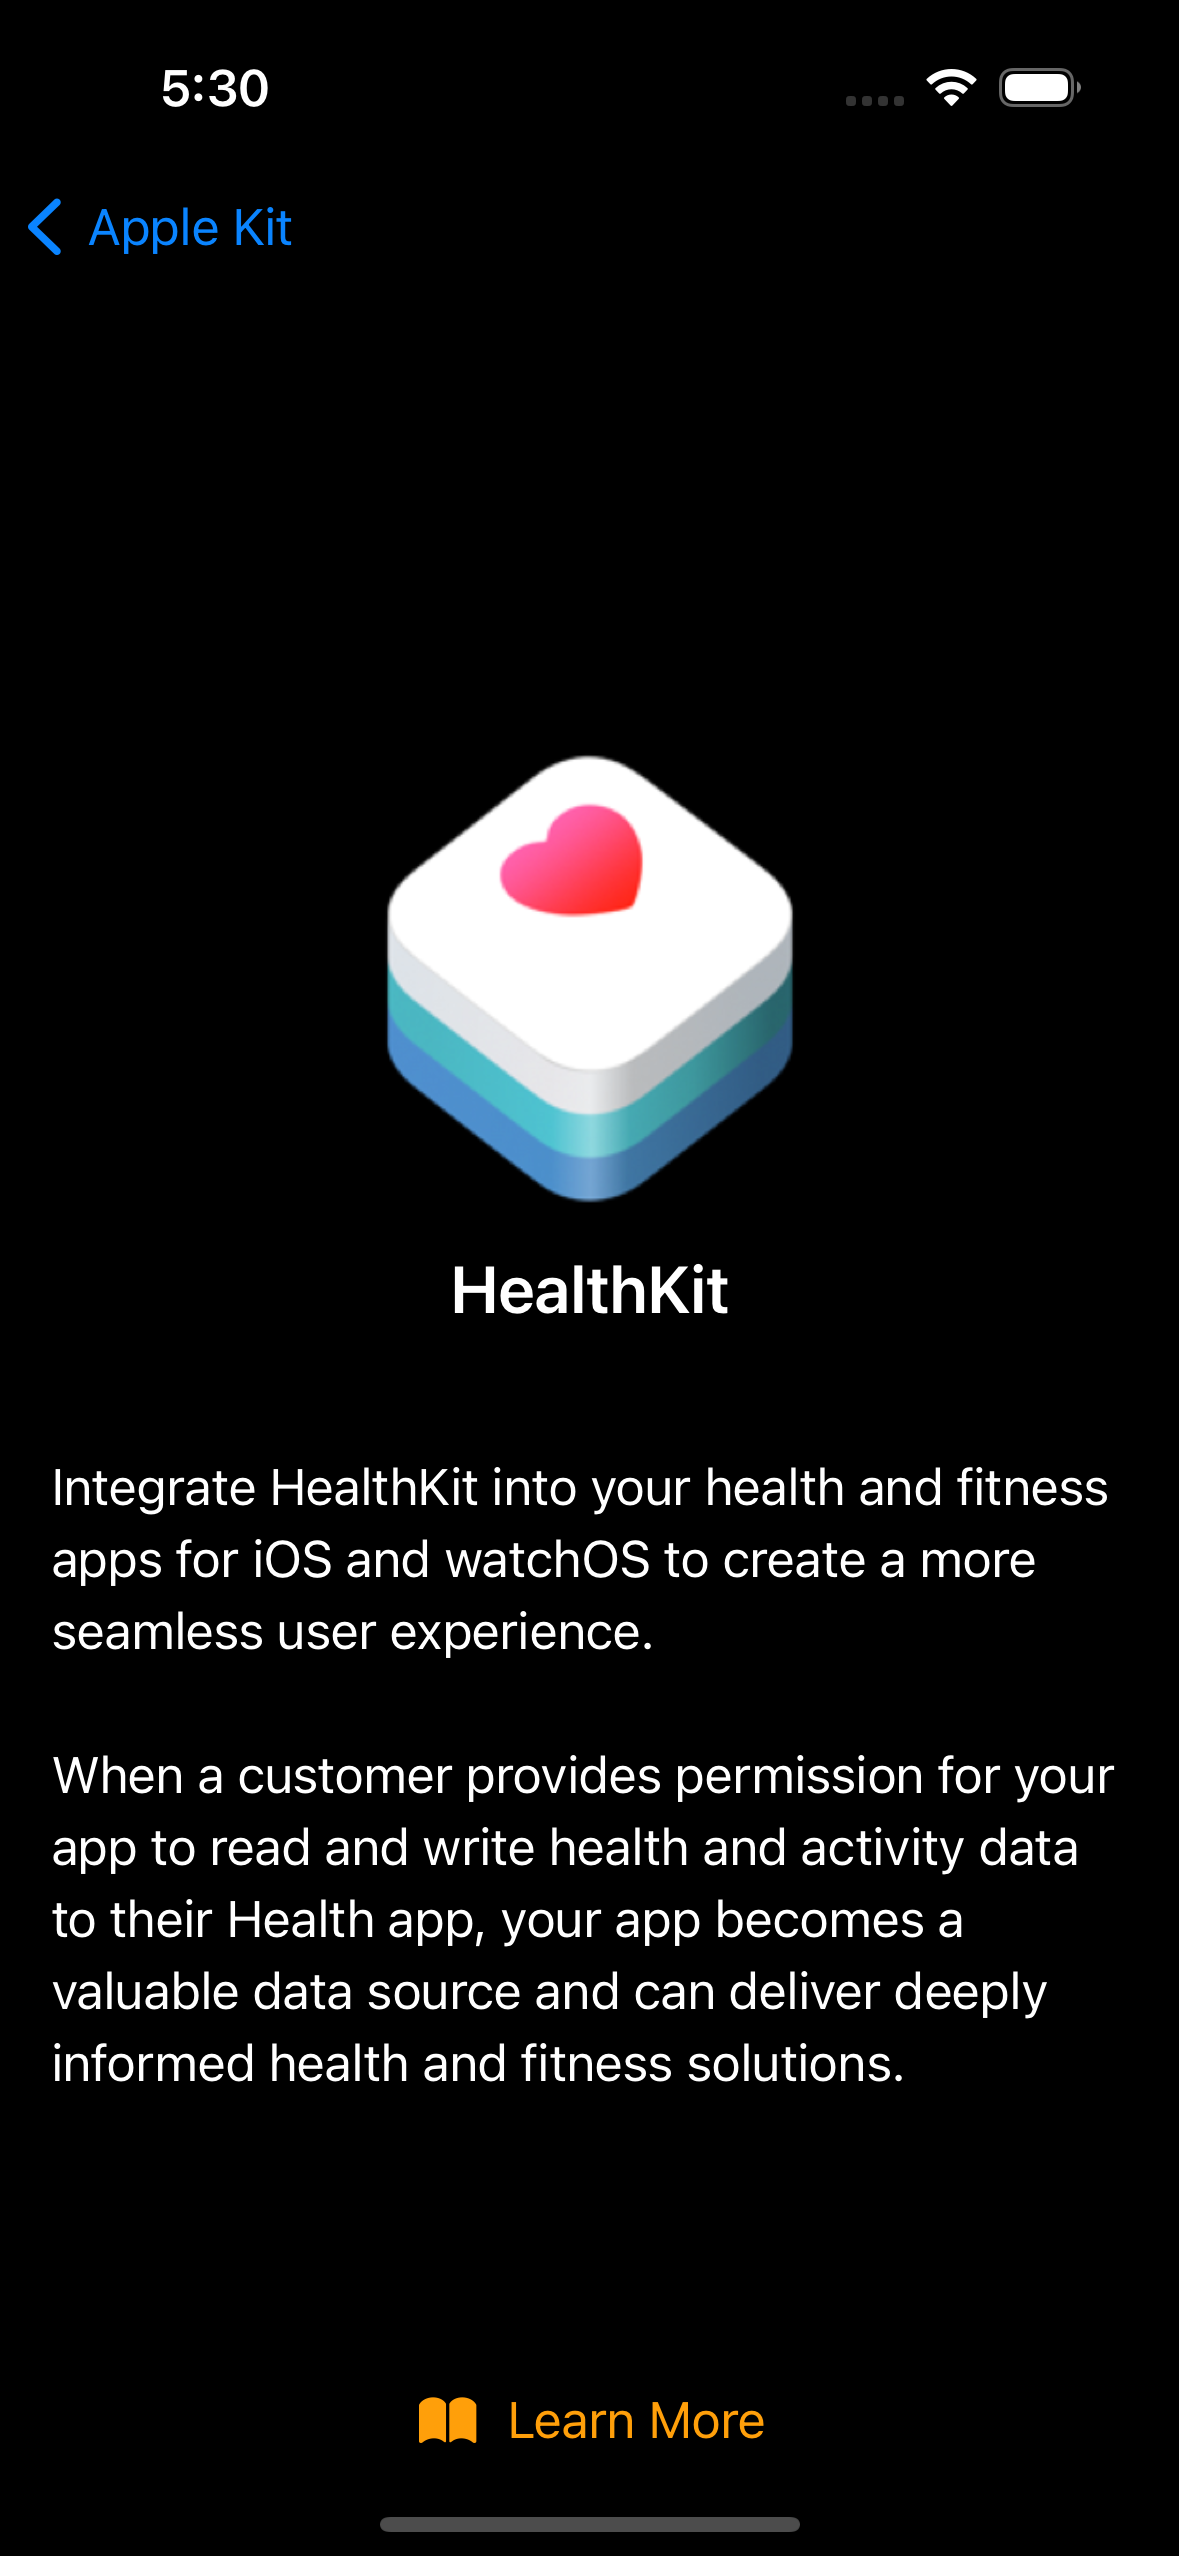 5:30
Apple Kit
HealthKit
Integrate HealthKit into your health and fitness
apps for iOS and watchOS to create a more
seamless user experience.
When a customer provides permission for your
app to read and write health and activity data
to their Health app, your app becomes a
valuable data source and can deliver deeply
informed health and fitness solutions.
Learn More